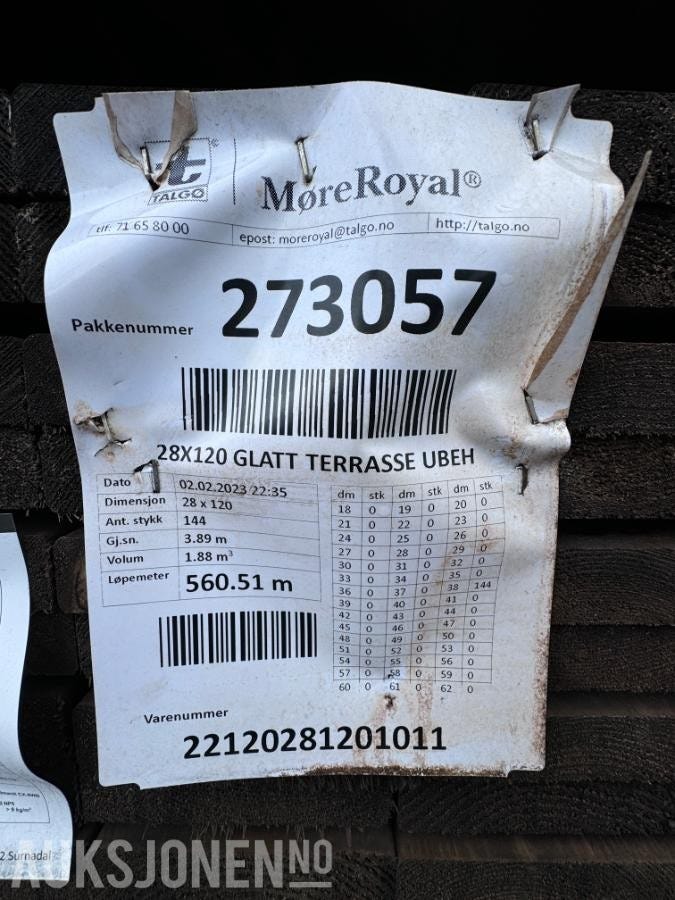 t
TALGØ
MøreRoyal®
tlf: 71 65 80 00 epost: moreroyal@talgo.no http://talgo.no
Pakkenummer 273057
28X120 GLATT TERRASSE UBEH
Dato 02.02.2023 22:35
Dimensjon 28 x 120
Ant. stykk 144
Gj.sn. 3.89 m
Volum 1.88 m³
Løpemeter 560.51 m
dm stk dm stk dm stk
18 0 19 0 20 0
21 0 22 0 23 0
24 0 25 0 26 0
27 0 28 0 29 0
30 0 31 0 32 0
33 0 34 0 35 0
36 0 37 0 38 144
39 0 40 0 41 0
42 0 43 0 44 0
45 0 46 0 47 0
48 0 49 0 50 0
51 0 52 0 53 0
54 0 55 0 56 0
57 0 58 0 59 0
60 0 61 0 62 0
Varenummer
22120281201011
> 8 kg/m³
2 Surnadal
AUKSJONEN NO